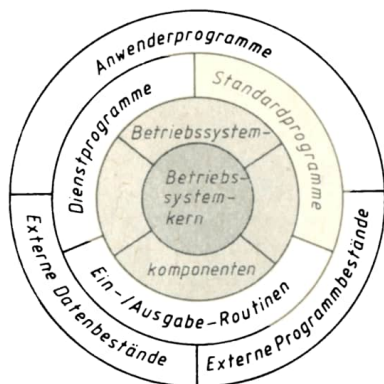 Anwenderprogramme
Dienstprogramme
Standardprogramme
Betriebssystem-
Betriebs-
system-
kern
komponenten
Ein-/Ausgabe-Routinen
Externe Datenbestände
Externe Programmbestände